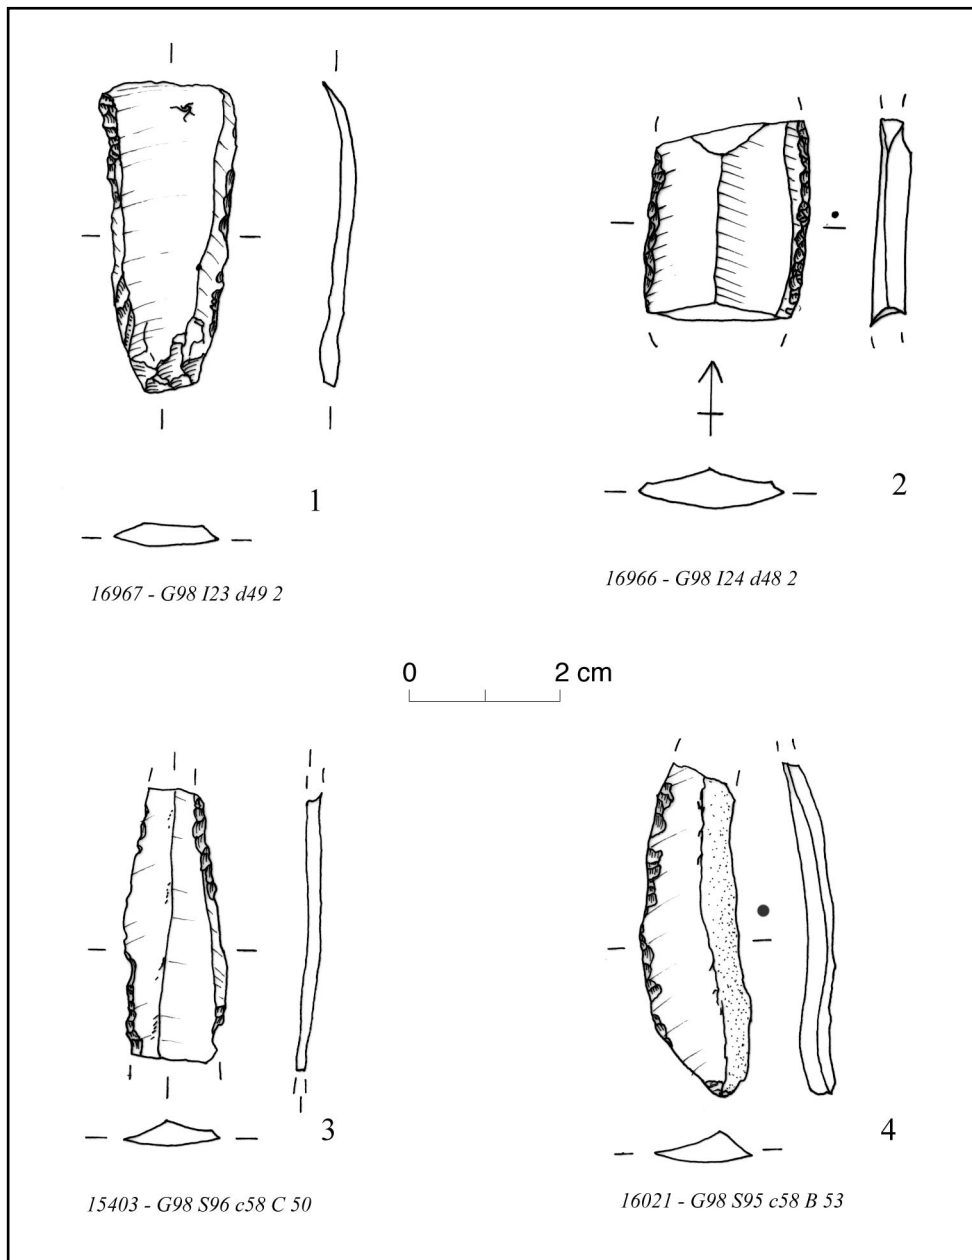 1
16967 - G98 I23 d49 2
2
16966 - G98 I24 d48 2
0 2 cm
3
15403 - G98 S96 c58 C 50
4
16021 - G98 S95 c58 B 53